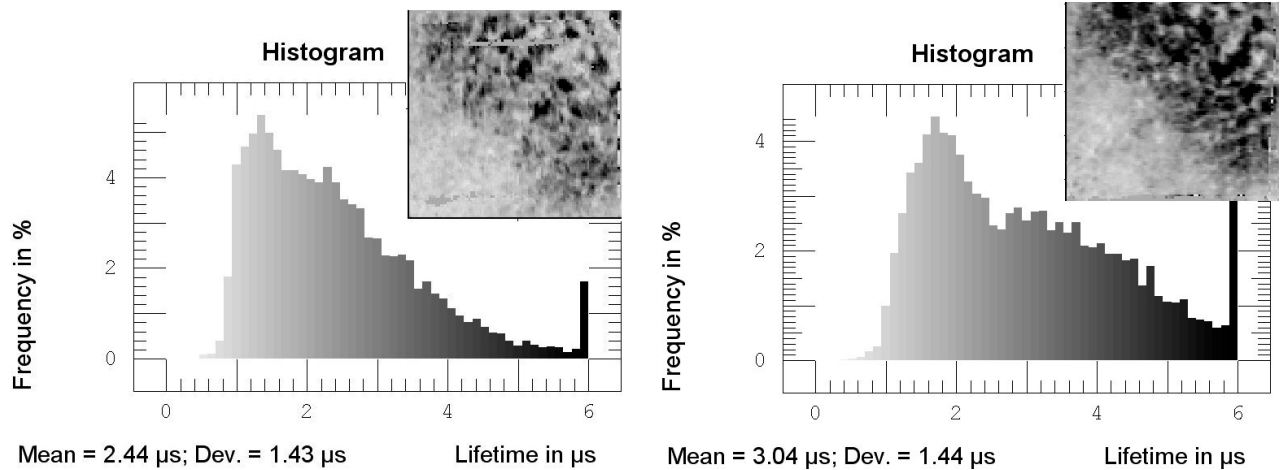 Histogram
Frequency in %
4
2
0
0 2 4 6
Mean = 2.44 µs; Dev. = 1.43 µs Lifetime in µs
Histogram
Frequency in %
4
2
0
0 2 4 6
Mean = 3.04 µs; Dev. = 1.44 µs Lifetime in µs